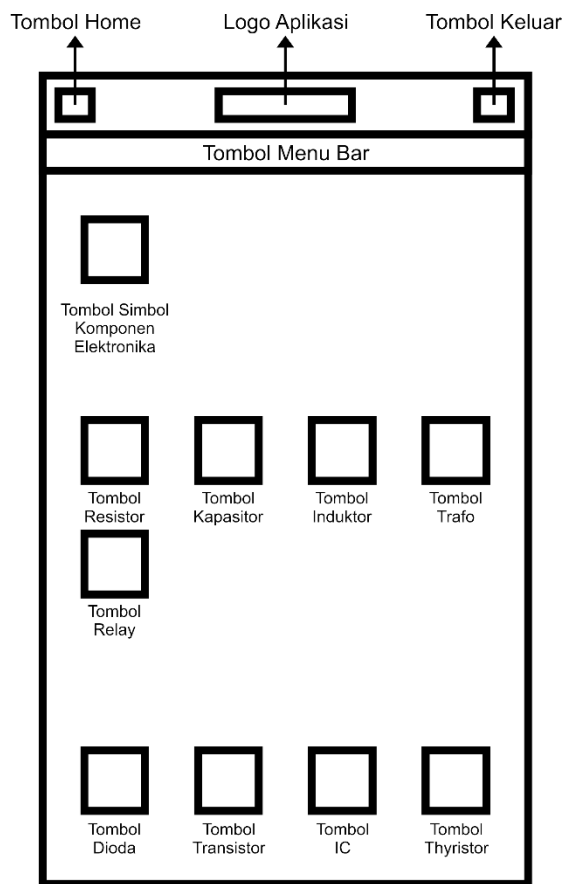 Tombol Home
Logo Aplikasi
Tombol Keluar
Tombol Menu Bar
Tombol Simbol
Komponen
Elektronika
Tombol
Resistor
Tombol
Kapasitor
Tombol
Induktor
Tombol
Trafo
Tombol
Relay
Tombol
Dioda
Tombol
Transistor
Tombol
IC
Tombol
Thyristor